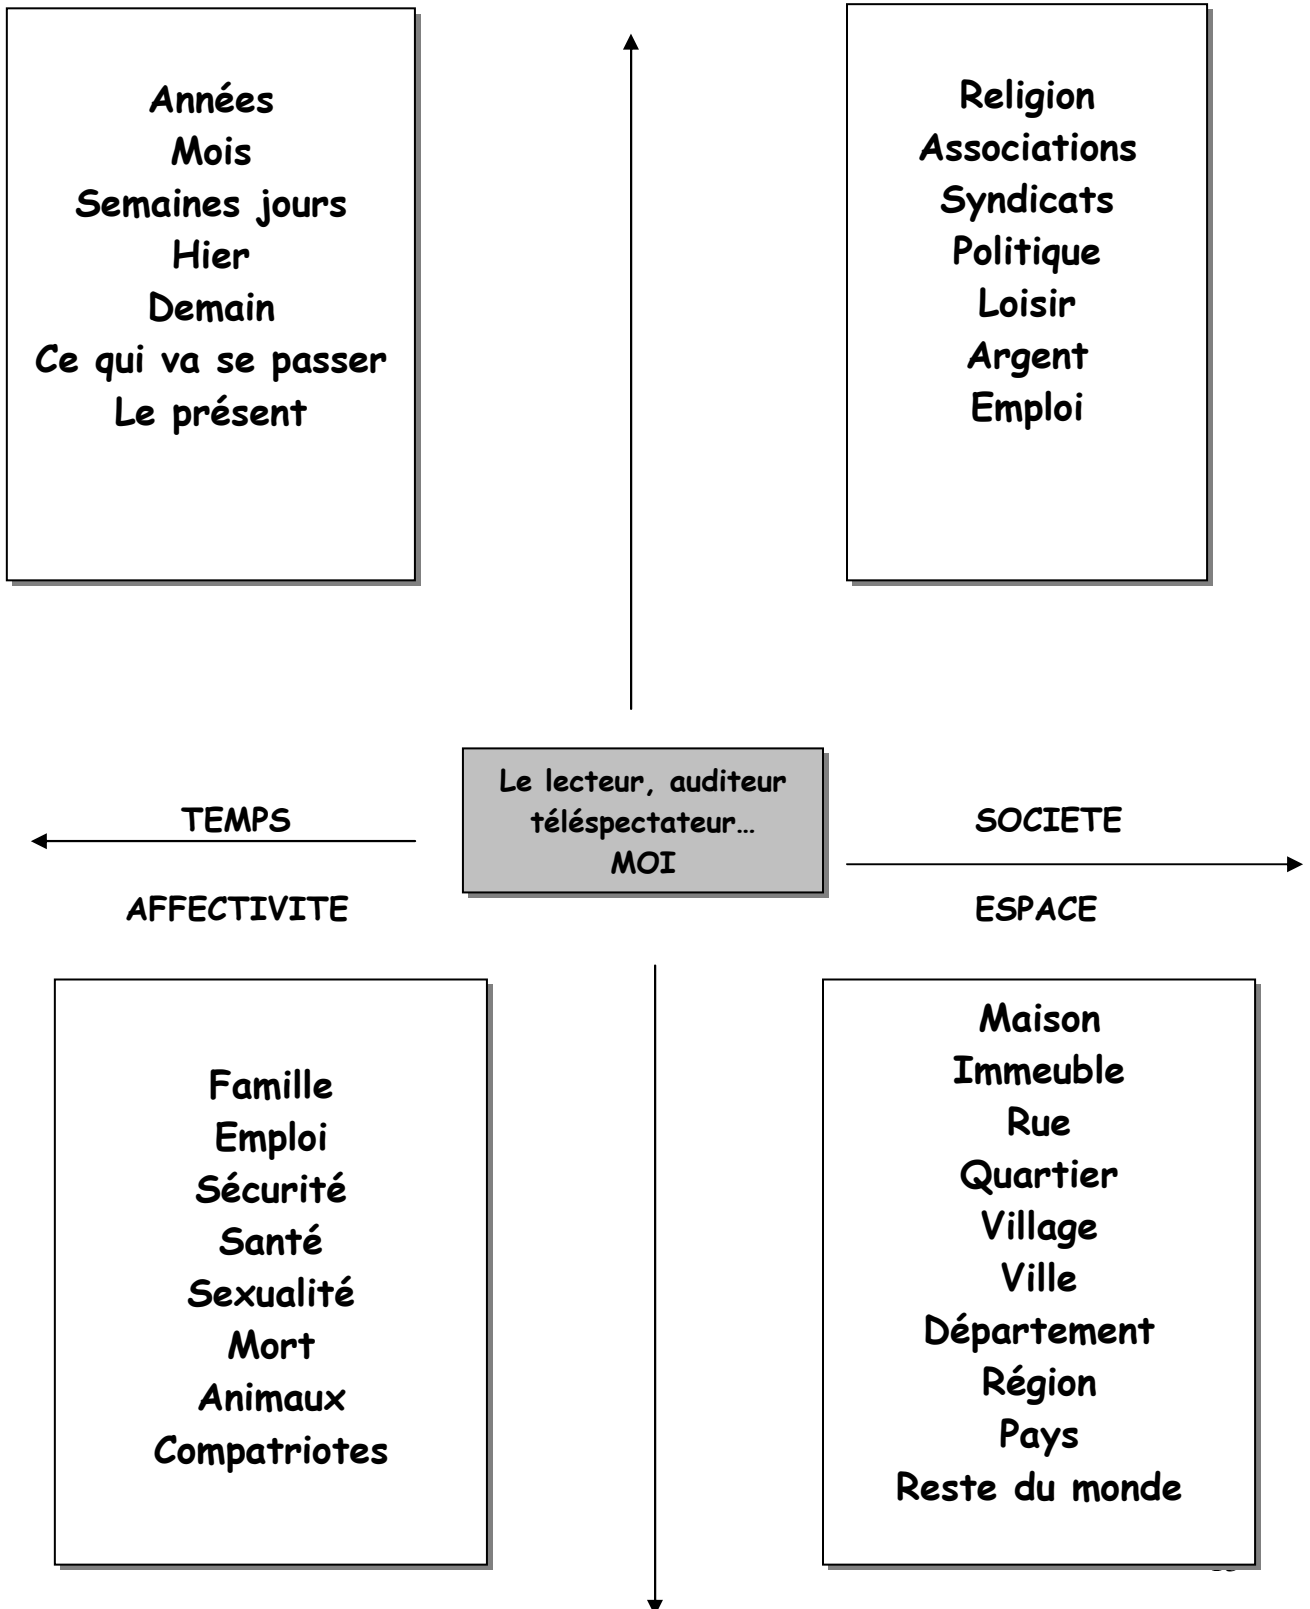 Années
Mois
Semaines jours
Hier
Demain
Ce qui va se passer
Le présent
Religion
Associations
Syndicats
Politique
Loisir
Argent
Emploi
Le lecteur, auditeur
téléspectateur…
MOI
TEMPS
SOCIETE
AFFECTIVITE
ESPACE
Famille
Emploi
Sécurité
Santé
Sexualité
Mort
Animaux
Compatriotes
Maison
Immeuble
Rue
Quartier
Village
Ville
Département
Région
Pays
Reste du monde